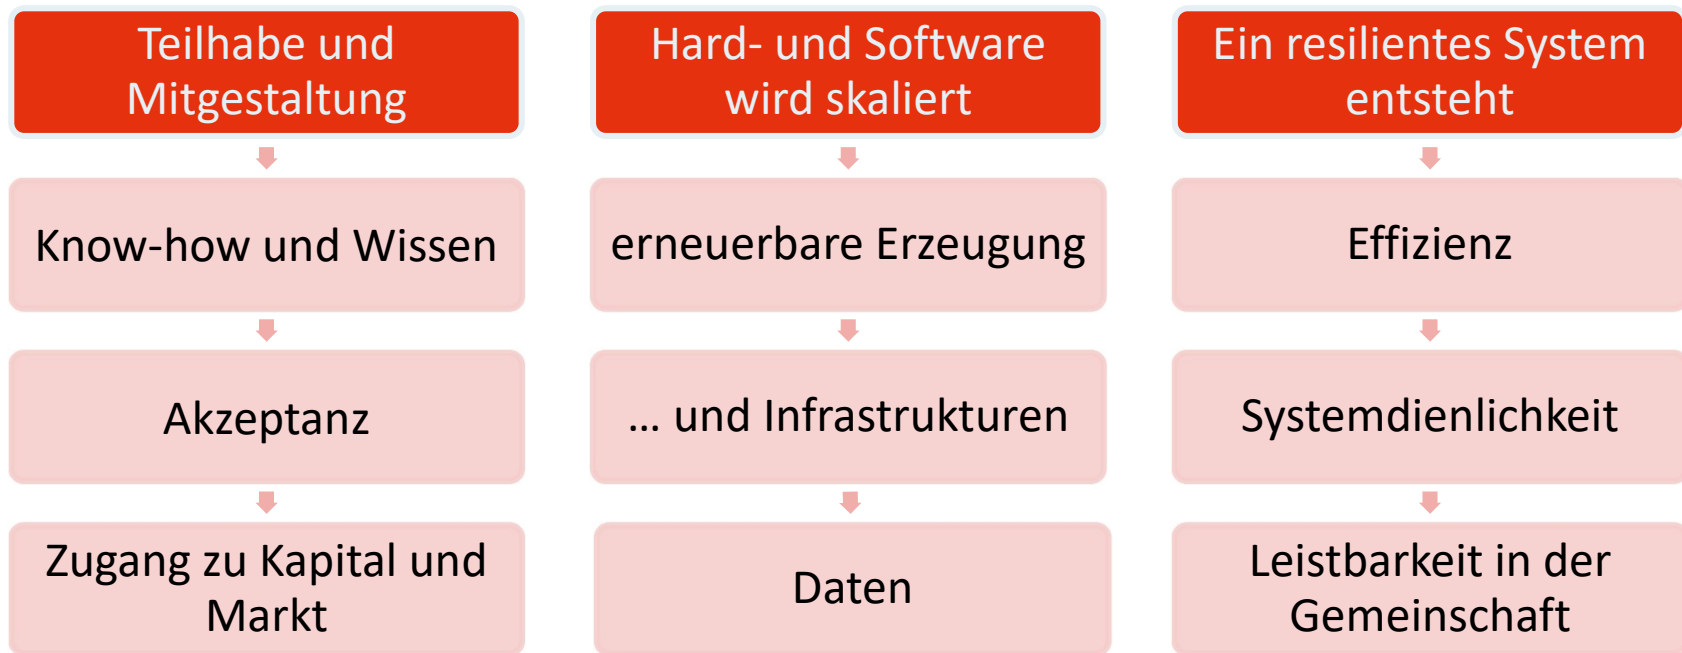 Teilhabe und
Mitgestaltung
Know-how und Wissen
Akzeptanz
Zugang zu Kapital und
Markt
Hard- und Software
wird skaliert
erneuerbare Erzeugung
... und Infrastrukturen
Daten
Ein resilientes System
entsteht
Effizienz
Systemdienlichkeit
Leistbarkeit in der
Gemeinschaft